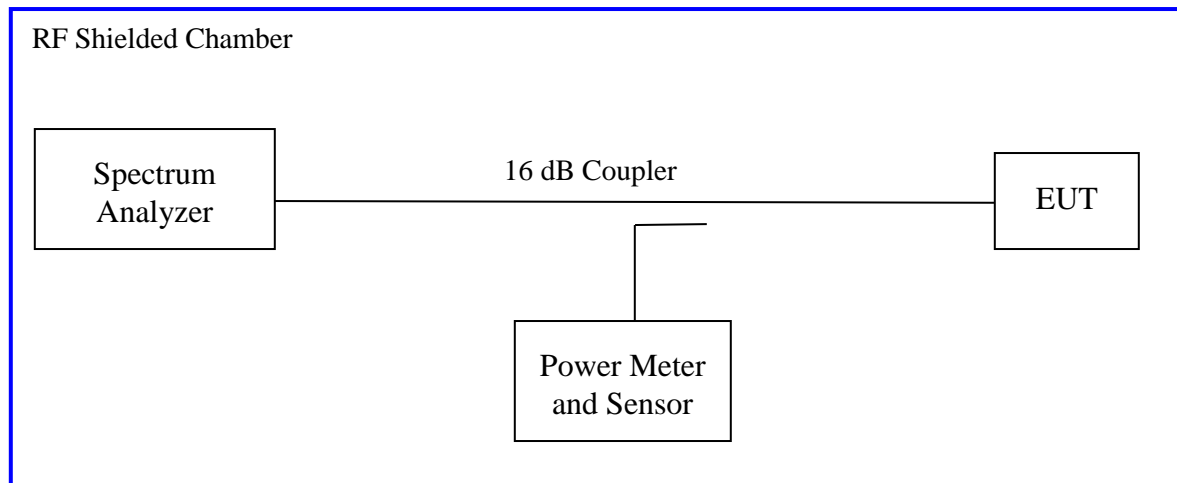 RF Shielded Chamber
Spectrum
Analyzer
16 dB Coupler
EUT
Power Meter
and Sensor